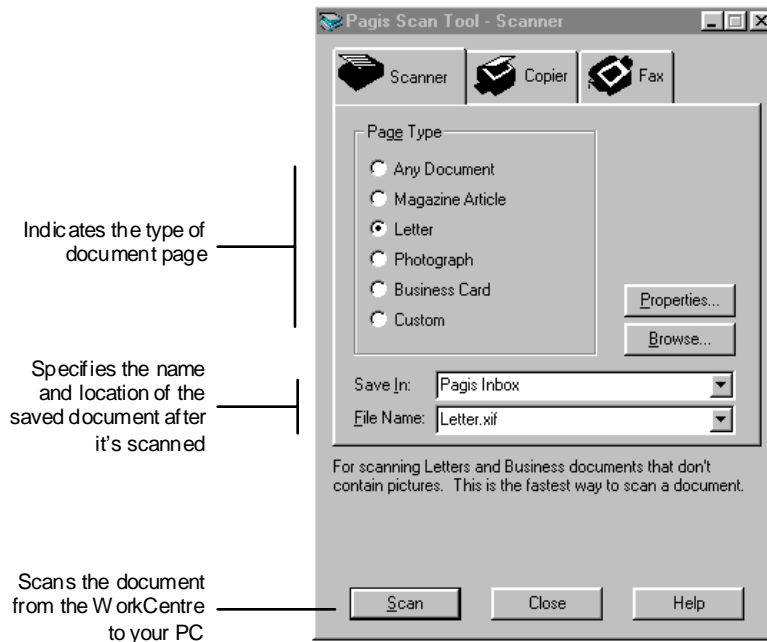 Pagis Scan Tool - Scanner
Scanner
Copier
Fax
Page Type
Any Document
Magazine Article
Letter
Photograph
Business Card
Custom
Properties...
Browse...
Save In:
Pagis Inbox
File Name:
Letter.xif
For scanning Letters and Business documents that don't
contain pictures. This is the fastest way to scan a document.
Scan
Close
Help
Indicates the type of
document page
Specifies the name
and location of the
saved document after
it's scanned
Scans the document
from the WorkCentre
to your PC